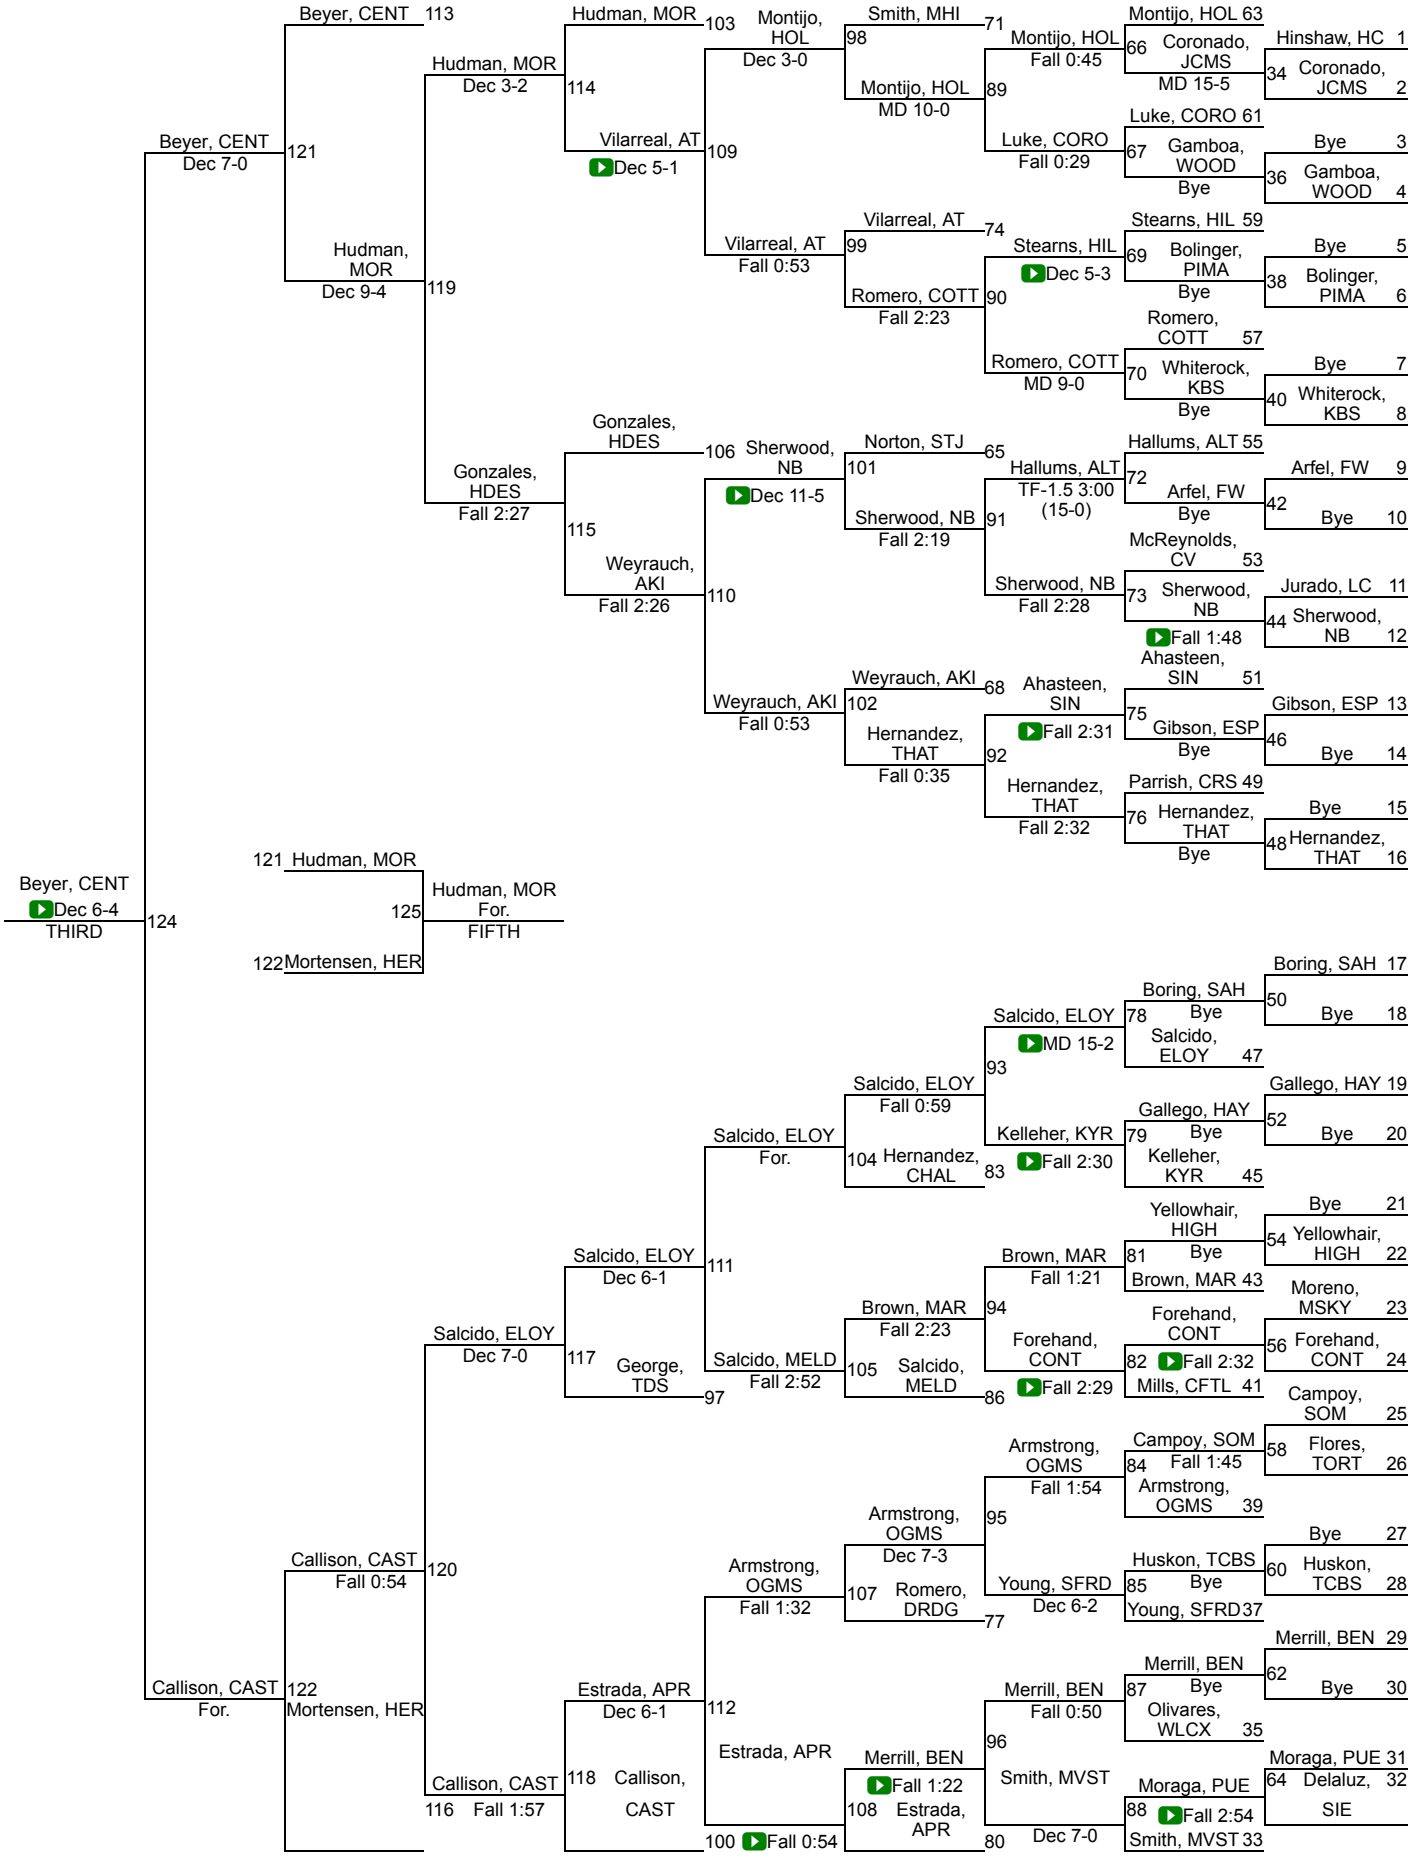 Beyer, CENT 113
Hudman, MOR 103
Montijo,
HOL
Dec 3-0
Smith, MHI 71
98
Montijo, HOL
Fall 0:45
Montijo, HOL 63
66 Coronado,
JCMS
MD 15-5
Hinshaw, HC 1
34 Coronado,
JCMS 2
Hudman, MOR
Dec 3-2
114
Montijo, HOL
MD 10-0
89
Beyer, CENT
Dec 7-0
121
Vilarreal, AT
Dec 5-1
109
Luke, CORO
Fall 0:29
Luke, CORO 61
67 Gamboa,
WOOD
Bye
Bye 3
36 Gamboa,
WOOD 4
Hudman,
MOR
Dec 9-4
119
Vilarreal, AT
Fall 0:53
Vilarreal, AT 74
99
Romero, COTT
Fall 2:23
90
Stearns, HIL
Dec 5-3
Stearns, HIL 59
69 Bolinger,
PIMA
Bye
Bye 5
38 Bolinger,
PIMA 6
Romero, COTT
MD 9-0
Romero,
COTT 57
70 Whiterock,
KBS
Bye
Bye 7
40 Whiterock,
KBS 8
Gonzales,
HDES
Fall 2:27
Gonzales,
HDES 106
115
Sherwood,
NB
Dec 11-5
Norton, STJ 65
101
Sherwood, NB
Fall 2:19
91
Hallums, ALT
TF-1.5 3:00
(15-0)
Hallums, ALT 55
72
Arfel, FW
Bye
Arfel, FW 9
42
Bye 10
Weyrauch,
AKI
Fall 2:26
110
Sherwood, NB
Fall 2:28
McReynolds,
CV 53
73 Sherwood,
NB
Fall 1:48
Jurado, LC 11
44 Sherwood,
NB 12
Weyrauch, AKI
Fall 0:53
Weyrauch, AKI 68
102
Hernandez,
THAT
Fall 0:35
92
Ahasteen,
SIN
Fall 2:31
Ahasteen,
SIN 51
75
Gibson, ESP
Bye
Gibson, ESP 13
46
Bye 14
Hernandez,
THAT
Fall 2:32
Parrish, CRS 49
76 Hernandez,
THAT
Bye
Bye 15
48 Hernandez,
THAT 16
121 Hudman, MOR
Beyer, CENT
Dec 6-4
THIRD
124
125
Hudman, MOR
For.
FIFTH
122 Mortensen, HER
Salcido, ELOY
MD 15-2
Boring, SAH
78 Bye
Salcido,
ELOY 47
Boring, SAH 17
50
Bye 18
93
Salcido, ELOY
Fall 0:59
Salcido, ELOY
For.
104 Hernandez,
CHAL 83
Kelleher, KYR
Fall 2:30
Gallego, HAY
79 Bye
Kelleher,
KYR 45
Gallego, HAY 19
52
Bye 20
Salcido, ELOY
Dec 6-1
111
Brown, MAR
Fall 1:21
Yellowhair,
HIGH
81 Bye
Brown, MAR 43
Bye 21
54 Yellowhair,
HIGH 22
Brown, MAR
Fall 2:23
94
Salcido, ELOY
Dec 7-0
117 George,
TDS 97
Salcido, MELD
Fall 2:52
105 Salcido,
MELD 86
Forehand,
CONT
Fall 2:29
Forehand,
CONT
82 Fall 2:32
Mills, CFTL 41
Moreno,
MSKY 23
56 Forehand,
CONT 24
Armstrong,
OGMS
Fall 1:54
Campoy, SOM
84 Fall 1:45
Armstrong,
OGMS 39
Campoy,
SOM 25
58 Flores,
TORT 26
Armstrong,
OGMS
Dec 7-3
95
Callison, CAST
Fall 0:54
120
Armstrong,
OGMS
Fall 1:32
107 Romero,
DRDG 77
Young, SFRD
Dec 6-2
Huskon, TCBS
85 Bye
Young, SFRD 37
Bye 27
60 Huskon,
TCBS 28
Callison, CAST
For.
122
Mortensen, HER
Estrada, APR
Dec 6-1
112
Merrill, BEN
Fall 0:50
Merrill, BEN
87 Bye
Olivares,
WLCX 35
Merrill, BEN 29
62
Bye 30
Estrada, APR
96
Callison, CAST
116 Fall 1:57
118 Callison,
CAST
100 Fall 0:54
Merrill, BEN
Fall 1:22
108 Estrada,
APR
80
Smith, MVST
Dec 7-0
Moraga, PUE
88 Fall 2:54
Smith, MVST 33
Moraga, PUE 31
64 Delaluz, 32
SIE